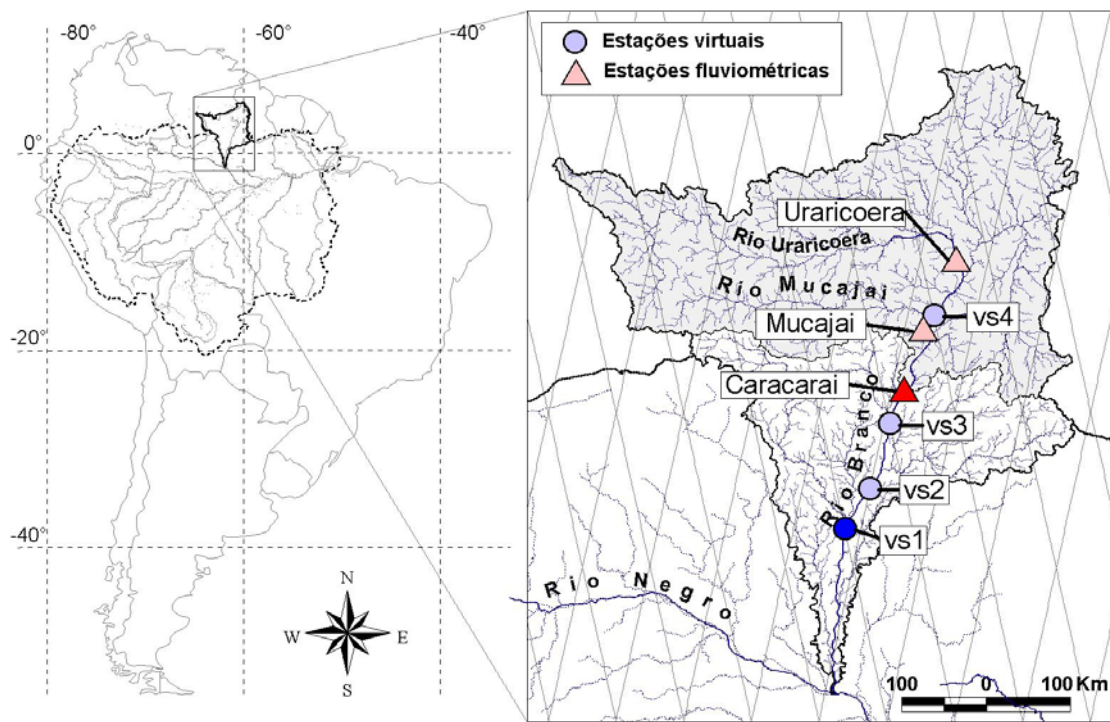 -80°
-60°
-40°
0°
-20°
-40°
N
W
E
S
Estações virtuais
Estações fluviométricas
Uraricoera
Rio Uraricoera
Rio Mucajai
Mucajai
vs4
Caracarai
vs3
Rio Branco
vs2
vs1
Rio Negro
100 0 100 Km